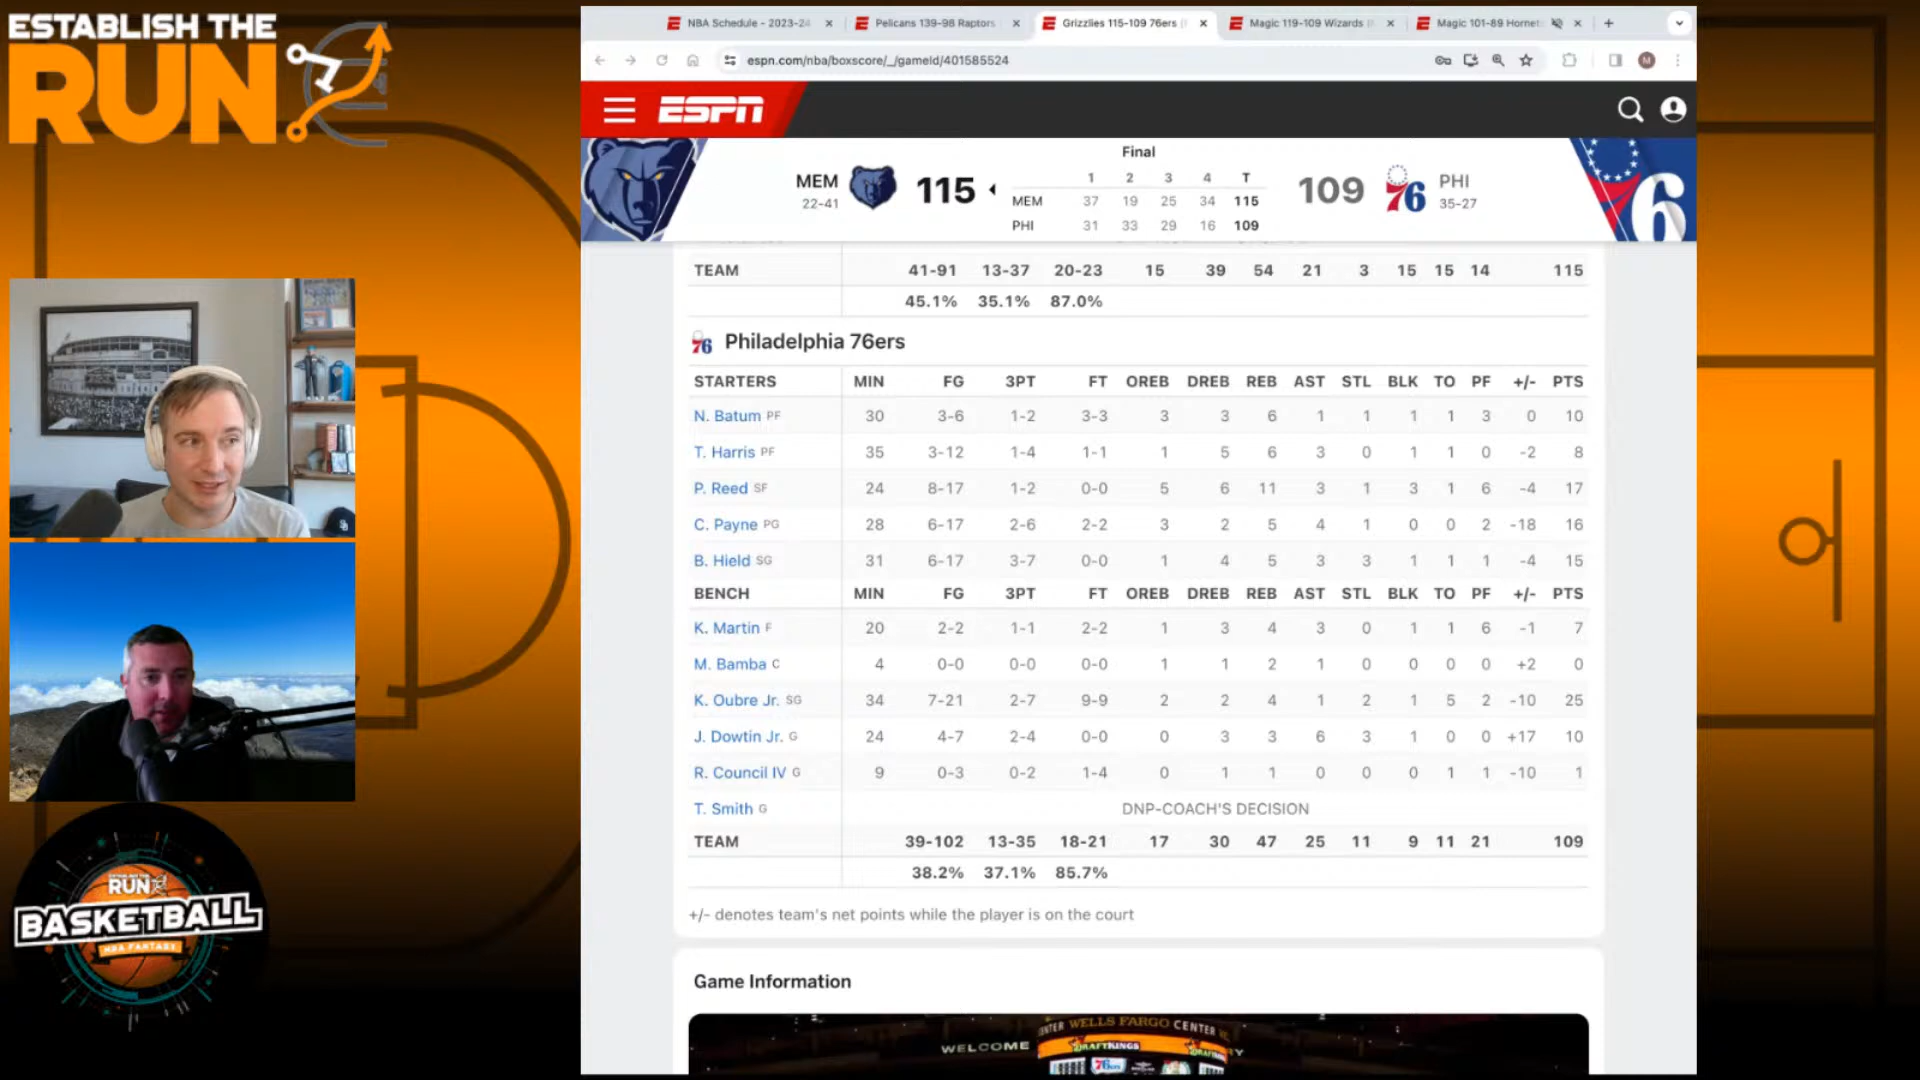 ESTABLISH THE
RUN
NBA Schedule - 2023-24
Pelicans 139-98 Raptors
Grizzlies 115-109 76ers
Magic 119-109 Wizards
Magic 101-89 Hornets
espn.com/nba/boxscore/_/gameId/401585524
M
ESPN
Final
MEM 115 1 2 3 4 T 109 76 PHI
22-41 MEM 37 19 25 34 115 35-27
PHI 31 33 29 16 109
76
TEAM 41-91 13-37 20-23 15 39 54 21 3 15 15 14 115
45.1% 35.1% 87.0%
76 Philadelphia 76ers
STARTERS MIN FG 3PT FT OREB DREB REB AST STL BLK TO PF +/- PTS
N. Batum PF 30 3-6 1-2 3-3 3 3 6 1 1 1 1 3 0 10
T. Harris PF 35 3-12 1-4 1-1 1 5 6 3 0 1 1 0 -2 8
P. Reed SF 24 8-17 1-2 0-0 5 6 11 3 1 3 1 6 -4 17
C. Payne PG 28 6-17 2-6 2-2 3 2 5 4 1 0 0 2 -18 16
B. Hield SG 31 6-17 3-7 0-0 1 4 5 3 3 1 1 1 -4 15
BENCH MIN FG 3PT FT OREB DREB REB AST STL BLK TO PF +/- PTS
K. Martin F 20 2-2 1-1 2-2 1 3 4 3 0 1 1 6 -1 7
M. Bamba C 4 0-0 0-0 0-0 1 1 2 1 0 0 0 0 +2 0
K. Oubre Jr. SG 34 7-21 2-7 9-9 2 2 4 1 2 1 5 2 -10 25
J. Dowtin Jr. G 24 4-7 2-4 0-0 0 3 3 6 3 1 0 0 +17 10
R. Council IV G 9 0-3 0-2 1-4 0 1 1 0 0 0 1 1 -10 1
T. Smith G DNP-COACH'S DECISION
TEAM 39-102 13-35 18-21 17 30 47 25 11 9 11 21 109
38.2% 37.1% 85.7%
+/- denotes team's net points while the player is on the court
Game Information
WELLS FARGO CENTER
WELCOME
DRAFTKINGS
76ers
ESTABLISH THE
RUN
BASKETBALL
NBA FANTASY